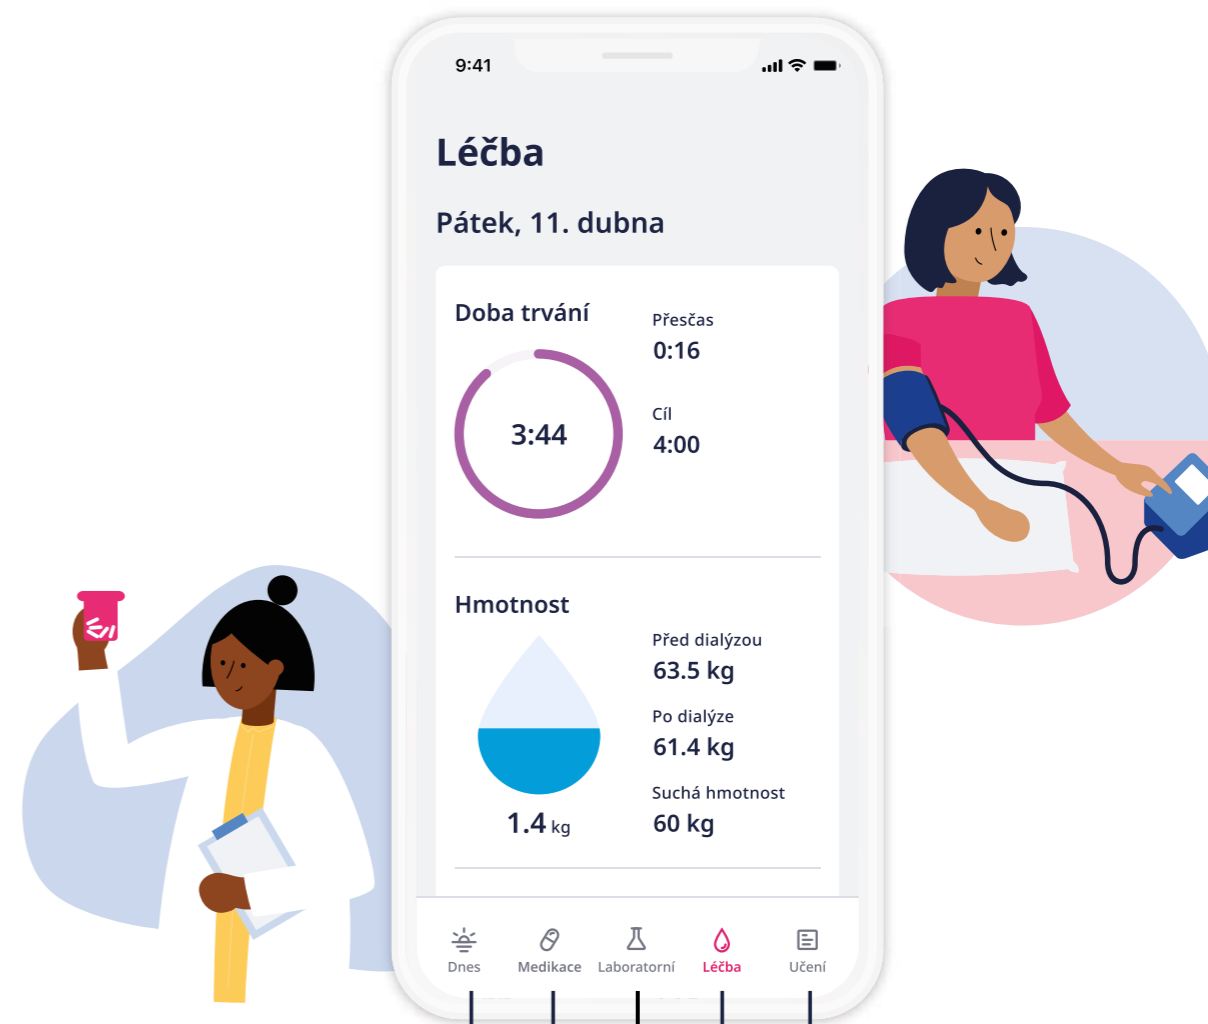 9:41
Léčba
Pátek, 11. dubna
Doba trvání
3:44
Přesčas
0:16
Cíl
4:00
Hmotnost
1.4 kg
Před dialýzou
63.5 kg
Po dialýze
61.4 kg
Suchá hmotnost
60 kg
Dnes
Medikace
Laboratorní
Léčba
Učení